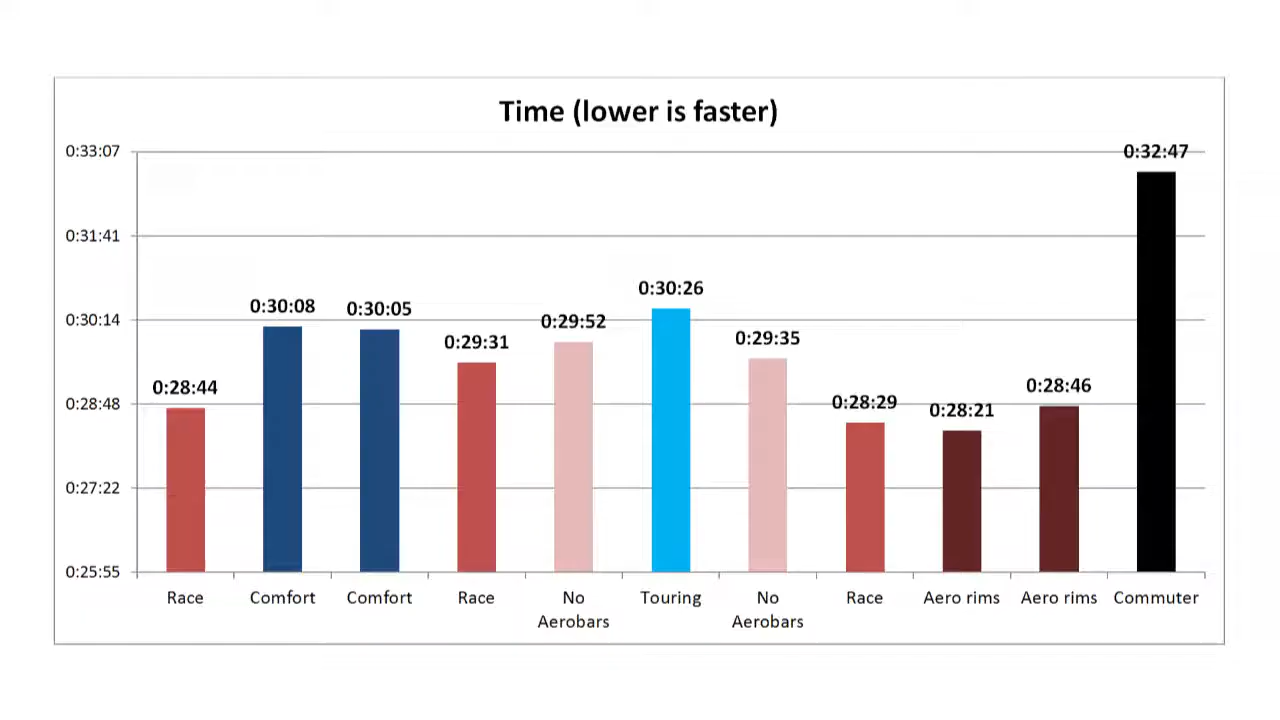 Time (lower is faster)
0:33:07
0:31:41
0:30:14
0:28:48
0:27:22
0:25:55
0:28:44
0:30:08
0:30:05
0:29:31
0:29:52
0:30:26
0:29:35
0:28:29
0:28:21
0:28:46
0:32:47
Race
Comfort
Comfort
Race
No
Aerobars
Touring
No
Aerobars
Race
Aero rims
Aero rims
Commuter